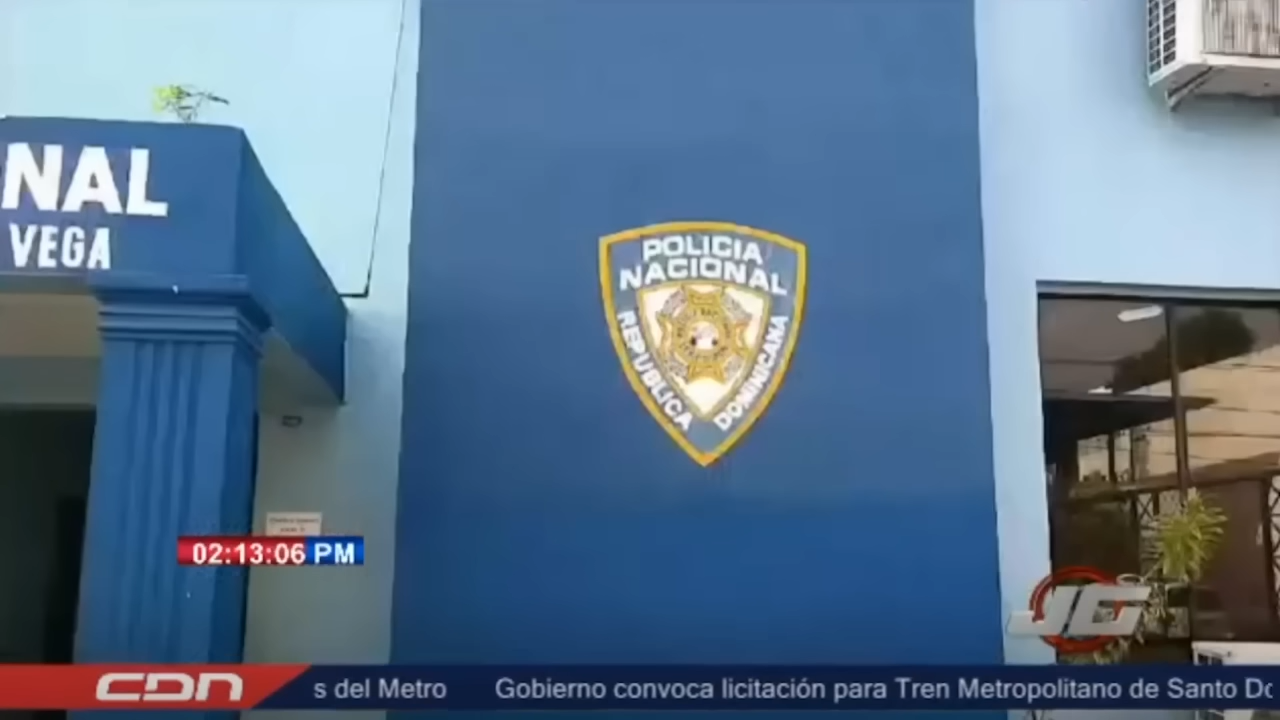 NAL
VEGA
POLICIA
NACIONAL
REPUBLICA
DOMINICANA
02:13:06 PM
JG
CDN
s del Metro Gobierno convoca licitación para Tren Metropolitano de Santo Do